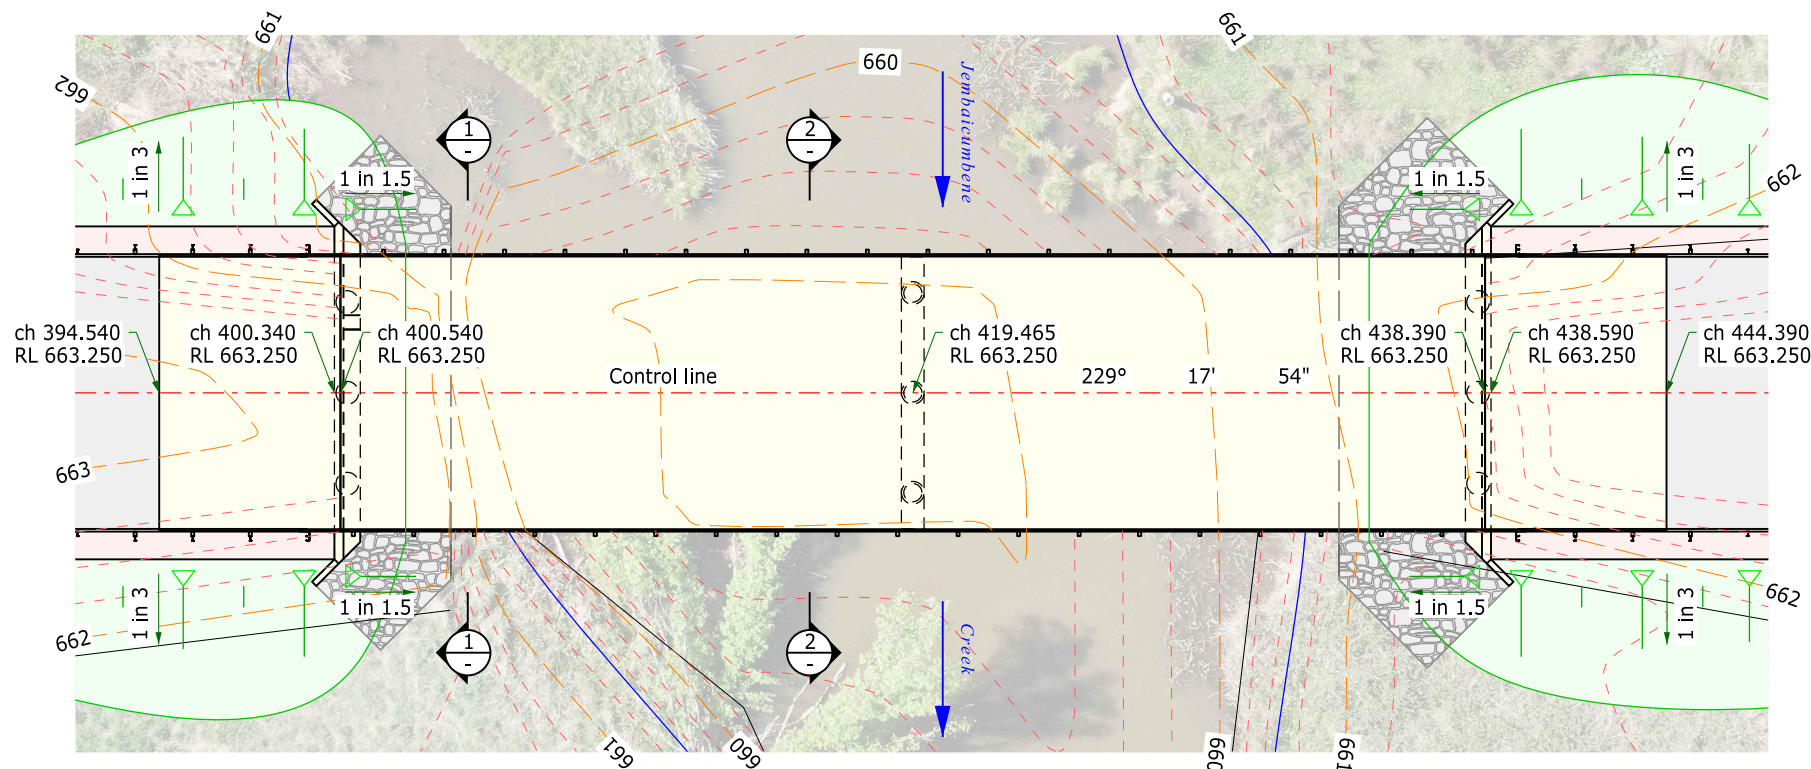 661
661
662
660
Jembaicumbene
1
-
2
-
1 in 3
1 in 1.5
1 in 1.5
1 in 3
662
ch 394.540
RL 663.250
ch 400.340
RL 663.250
ch 400.540
RL 663.250
ch 419.465
RL 663.250
ch 438.390
RL 663.250
ch 438.590
RL 663.250
ch 444.390
RL 663.250
Control line
229° 17' 54"
663
1 in 3
1 in 1.5
1 in 1.5
1 in 3
662
662
1
-
2
-
Creek
661
660
660
661